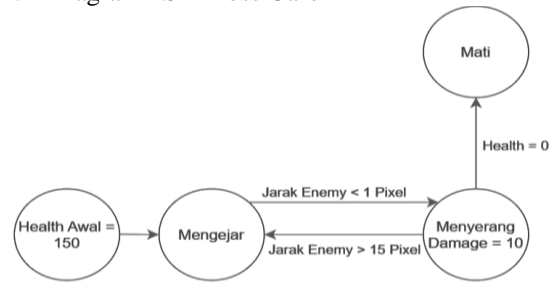 Mati
Health = 0
Jarak Enemy < 1 Pixel
Health Awal =
150
Mengejar
Menyerang
Damage = 10
Jarak Enemy > 15 Pixel